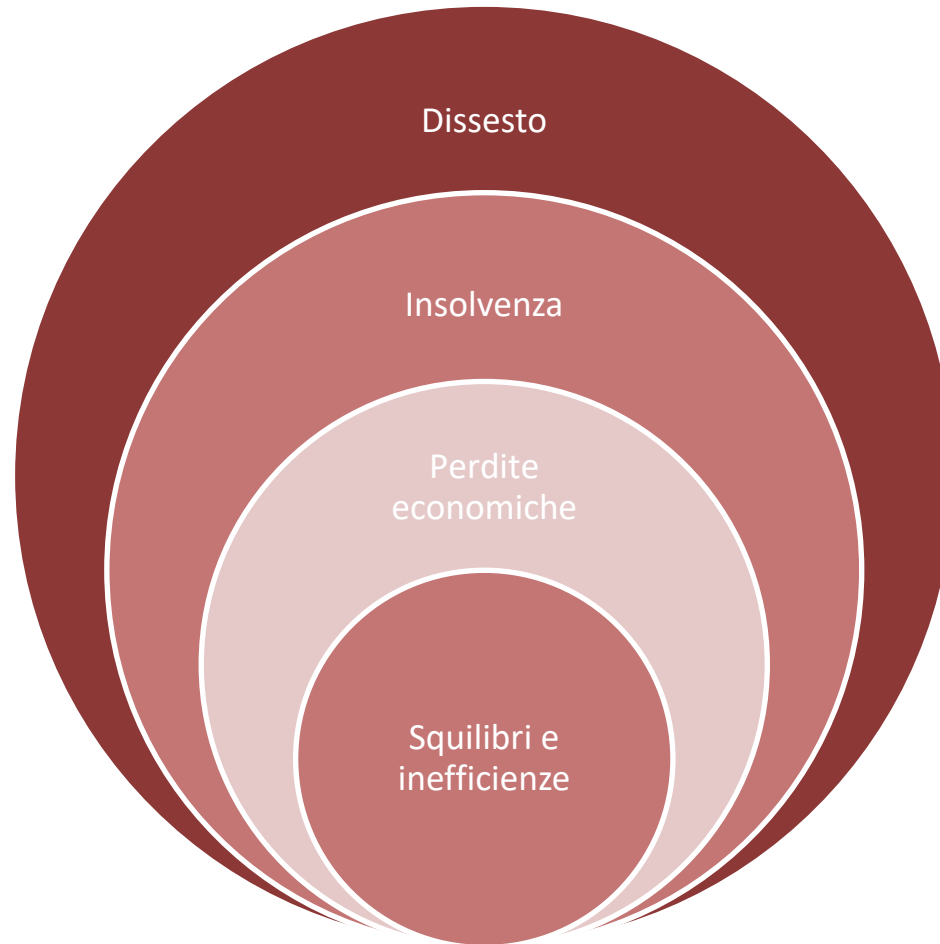 Dissesto
Insolvenza
Perdite
economiche
Squilibri e
inefficienze